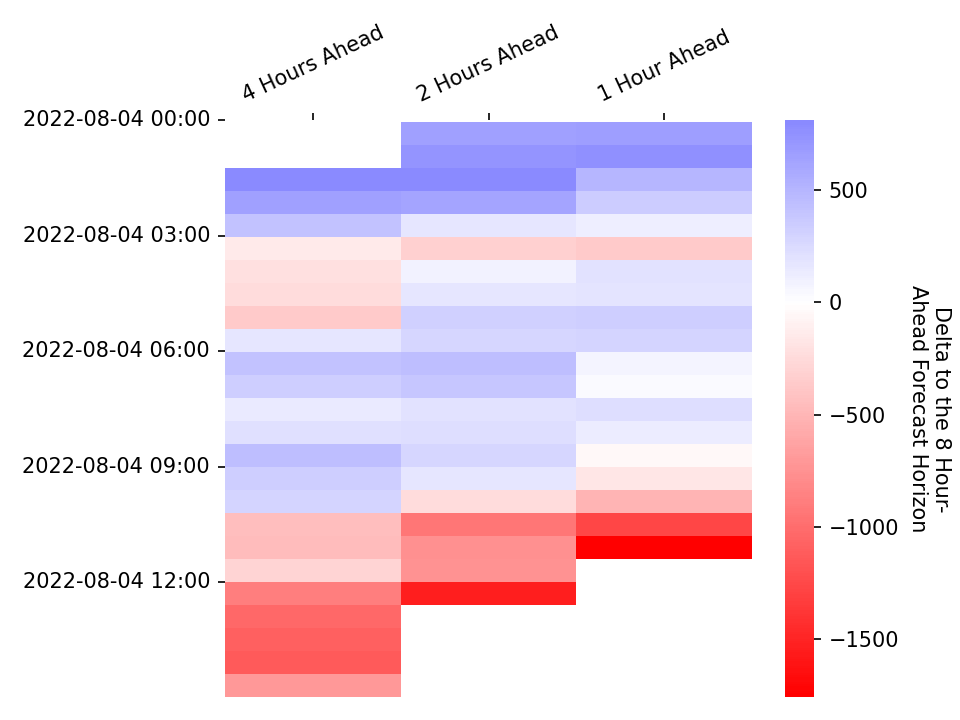 4 Hours Ahead
2 Hours Ahead
1 Hour Ahead
2022-08-04 00:00
2022-08-04 03:00
2022-08-04 06:00
2022-08-04 09:00
2022-08-04 12:00
500
0
−500
−1000
−1500
Delta to the 8 Hour-
Ahead Forecast Horizon